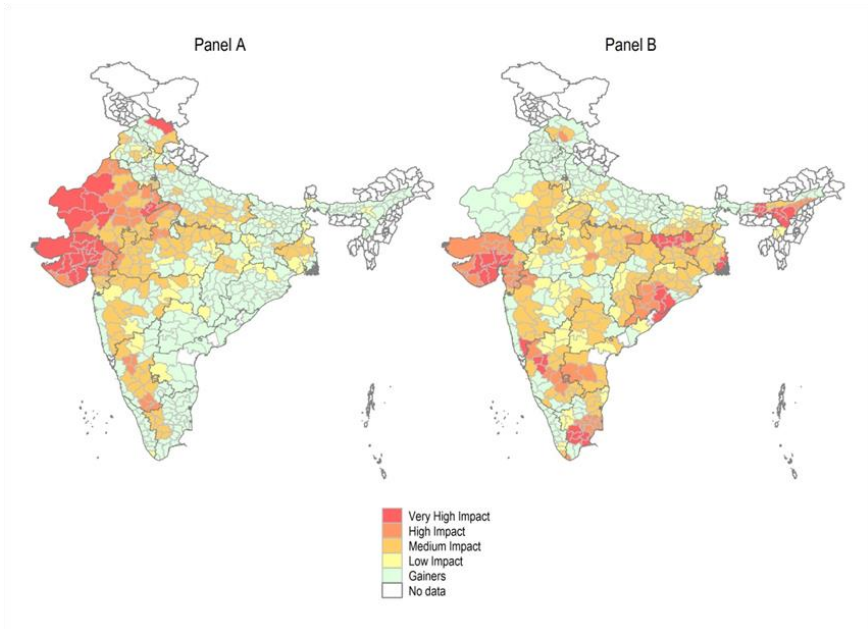 Panel A
Panel B
Very High Impact
High Impact
Medium Impact
Low Impact
Gainers
No data